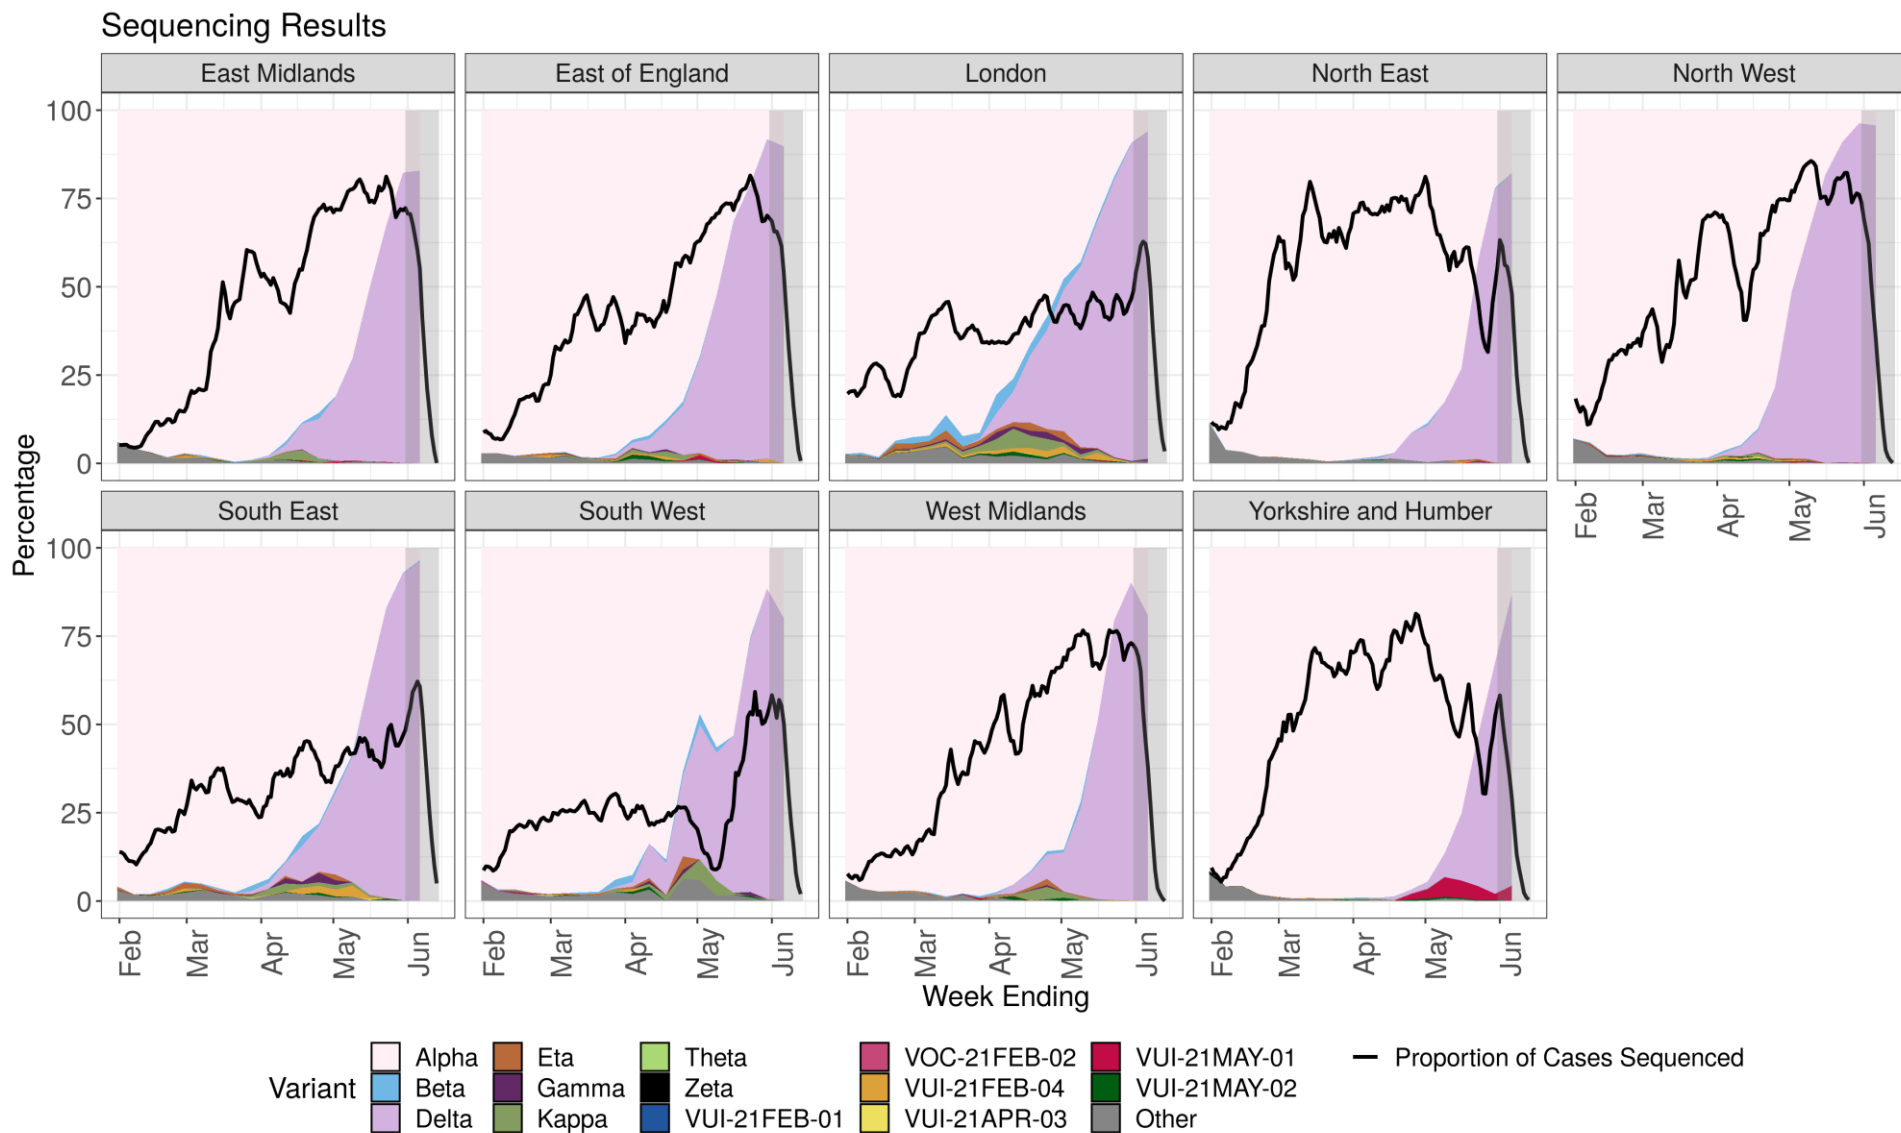 Sequencing Results
East Midlands
East of England
London
North East
North West
100
75
50
25
0
Feb
Mar
Apr
May
Jun
South East
South West
West Midlands
Yorkshire and Humber
100
75
50
25
0
Percentage
Feb
Mar
Apr
May
Jun
Feb
Mar
Apr
May
Jun
Feb
Mar
Apr
May
Jun
Feb
Mar
Apr
May
Jun
Week Ending
Variant
Alpha
Beta
Delta
Eta
Gamma
Kappa
Theta
Zeta
VUI-21FEB-01
VOC-21FEB-02
VUI-21FEB-04
VUI-21APR-03
VUI-21MAY-01
VUI-21MAY-02
Other
Proportion of Cases Sequenced